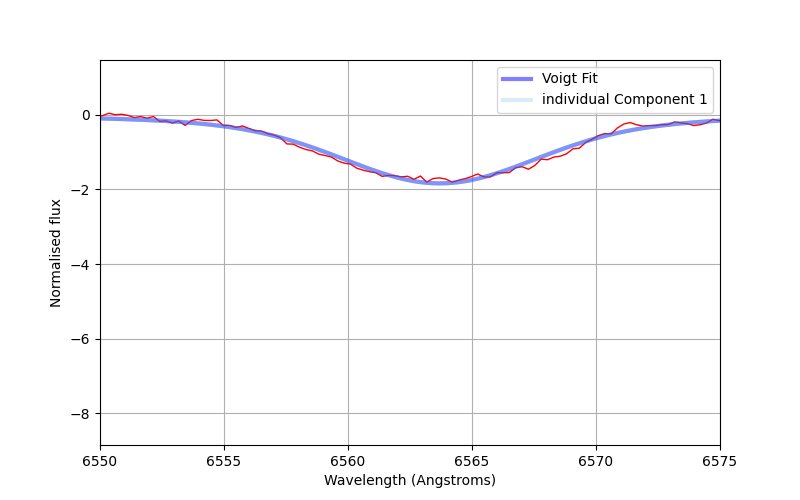 Voigt Fit
individual Component 1
0
−2
−4
−6
−8
Normalised flux
6550
6555
6560
6565
6570
6575
Wavelength (Angstroms)